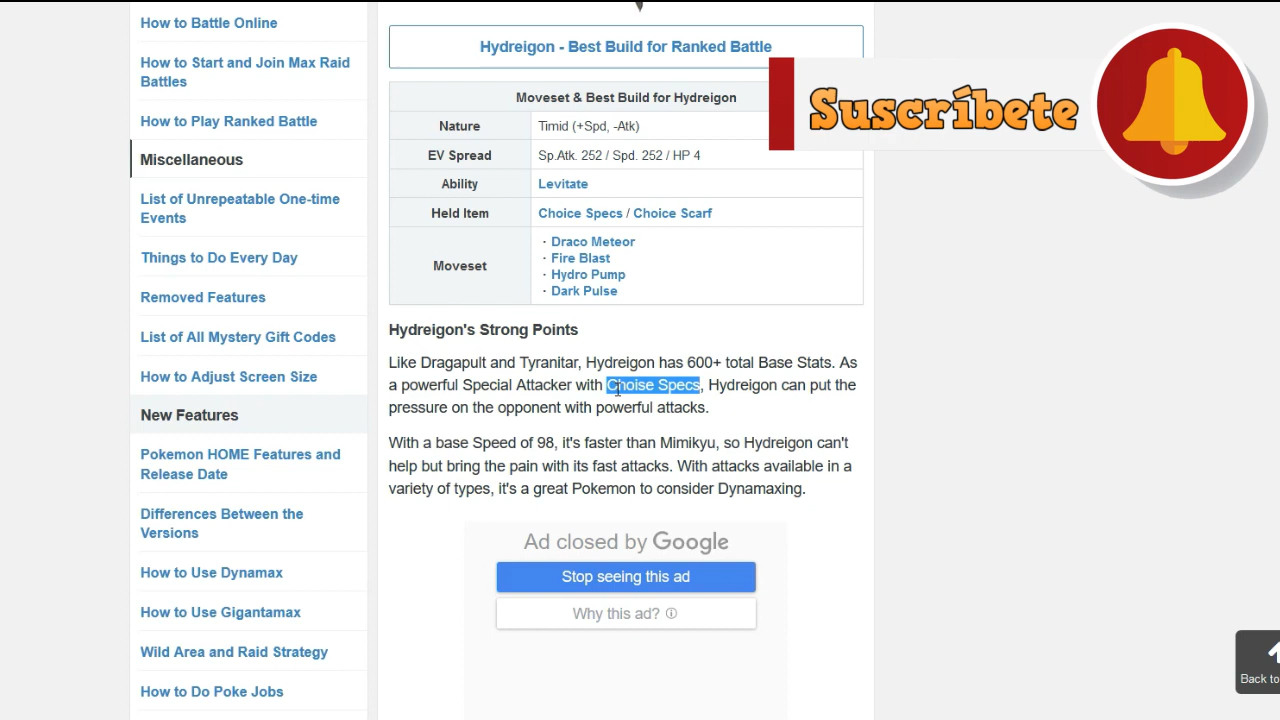 How to Battle Online
How to Start and Join Max Raid
Battles
How to Play Ranked Battle
Miscellaneous
List of Unrepeatable One-time
Events
Things to Do Every Day
Removed Features
List of All Mystery Gift Codes
How to Adjust Screen Size
New Features
Pokemon HOME Features and
Release Date
Differences Between the
Versions
How to Use Dynamax
How to Use Gigantamax
Wild Area and Raid Strategy
How to Do Poke Jobs
Hydreigon - Best Build for Ranked Battle
Moveset & Best Build for Hydreigon
Nature Timid (+Spd, -Atk)
EV Spread Sp.Atk. 252 / Spd. 252 / HP 4
Ability Levitate
Held Item Choice Specs / Choice Scarf
Moveset
· Draco Meteor
· Fire Blast
· Hydro Pump
· Dark Pulse
Hydreigon's Strong Points
Like Dragapult and Tyranitar, Hydreigon has 600+ total Base Stats. As
a powerful Special Attacker with Choise Specs, Hydreigon can put the
pressure on the opponent with powerful attacks.
With a base Speed of 98, it's faster than Mimikyu, so Hydreigon can't
help but bring the pain with its fast attacks. With attacks available in a
variety of types, it's a great Pokemon to consider Dynamaxing.
Ad closed by Google
Stop seeing this ad
Why this ad?
Suscríbete
Back to